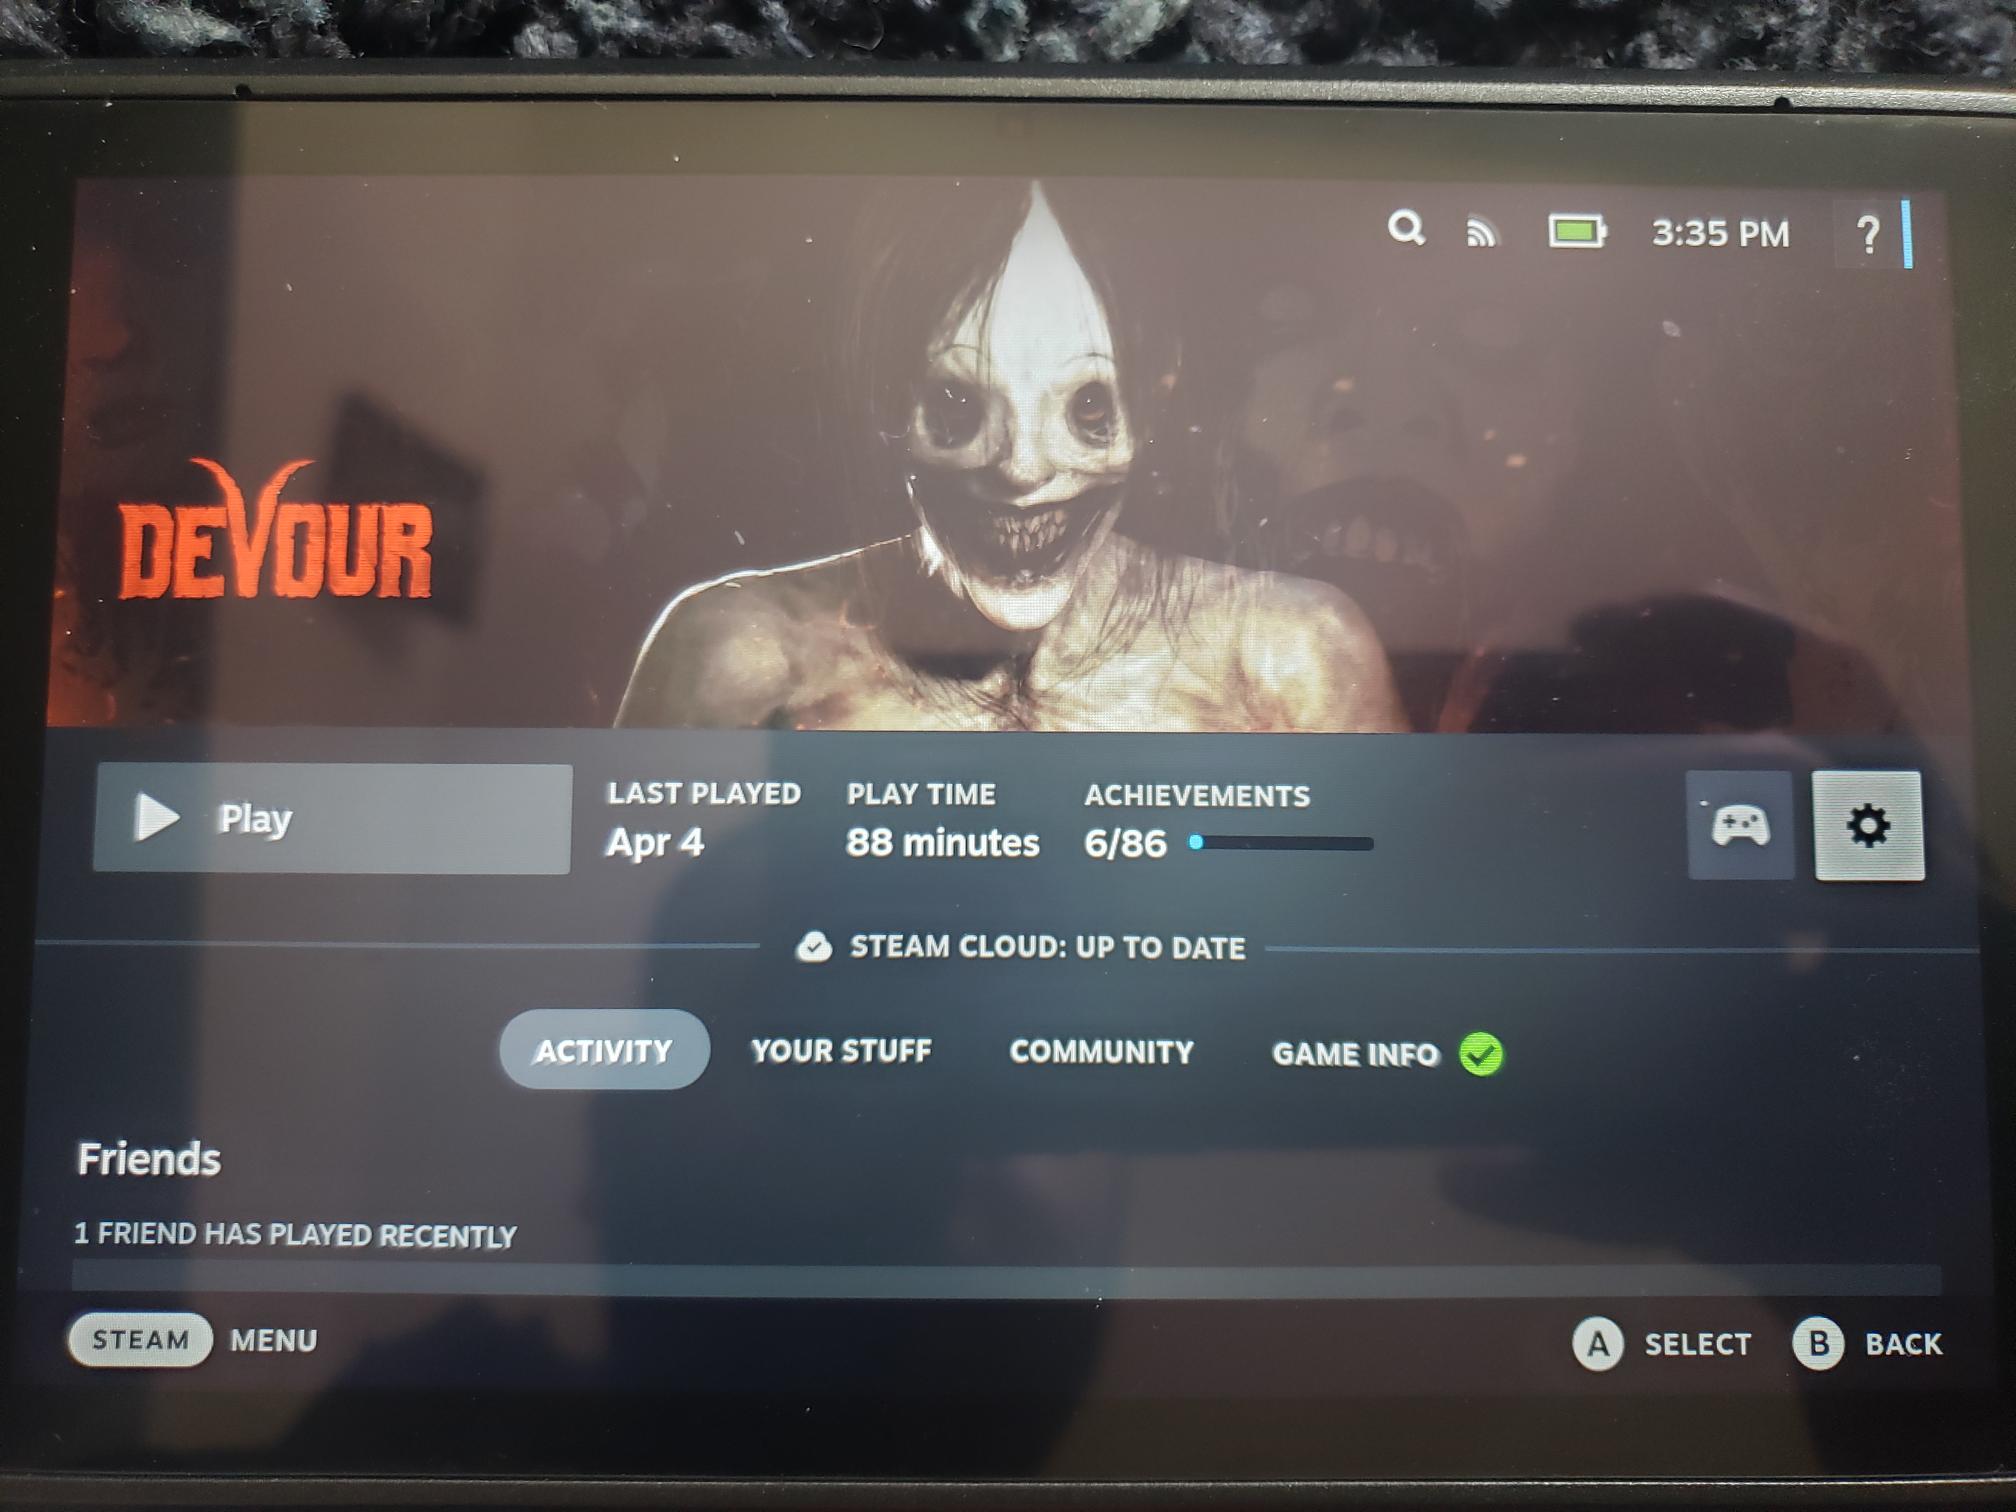 3:35 PM ?
DEVOUR
Play
LAST PLAYED
Apr 4
PLAY TIME
88 minutes
ACHIEVEMENTS
6/86
STEAM CLOUD: UP TO DATE
ACTIVITY YOUR STUFF COMMUNITY GAME INFO
Friends
1 FRIEND HAS PLAYED RECENTLY
STEAM MENU A SELECT B BACK